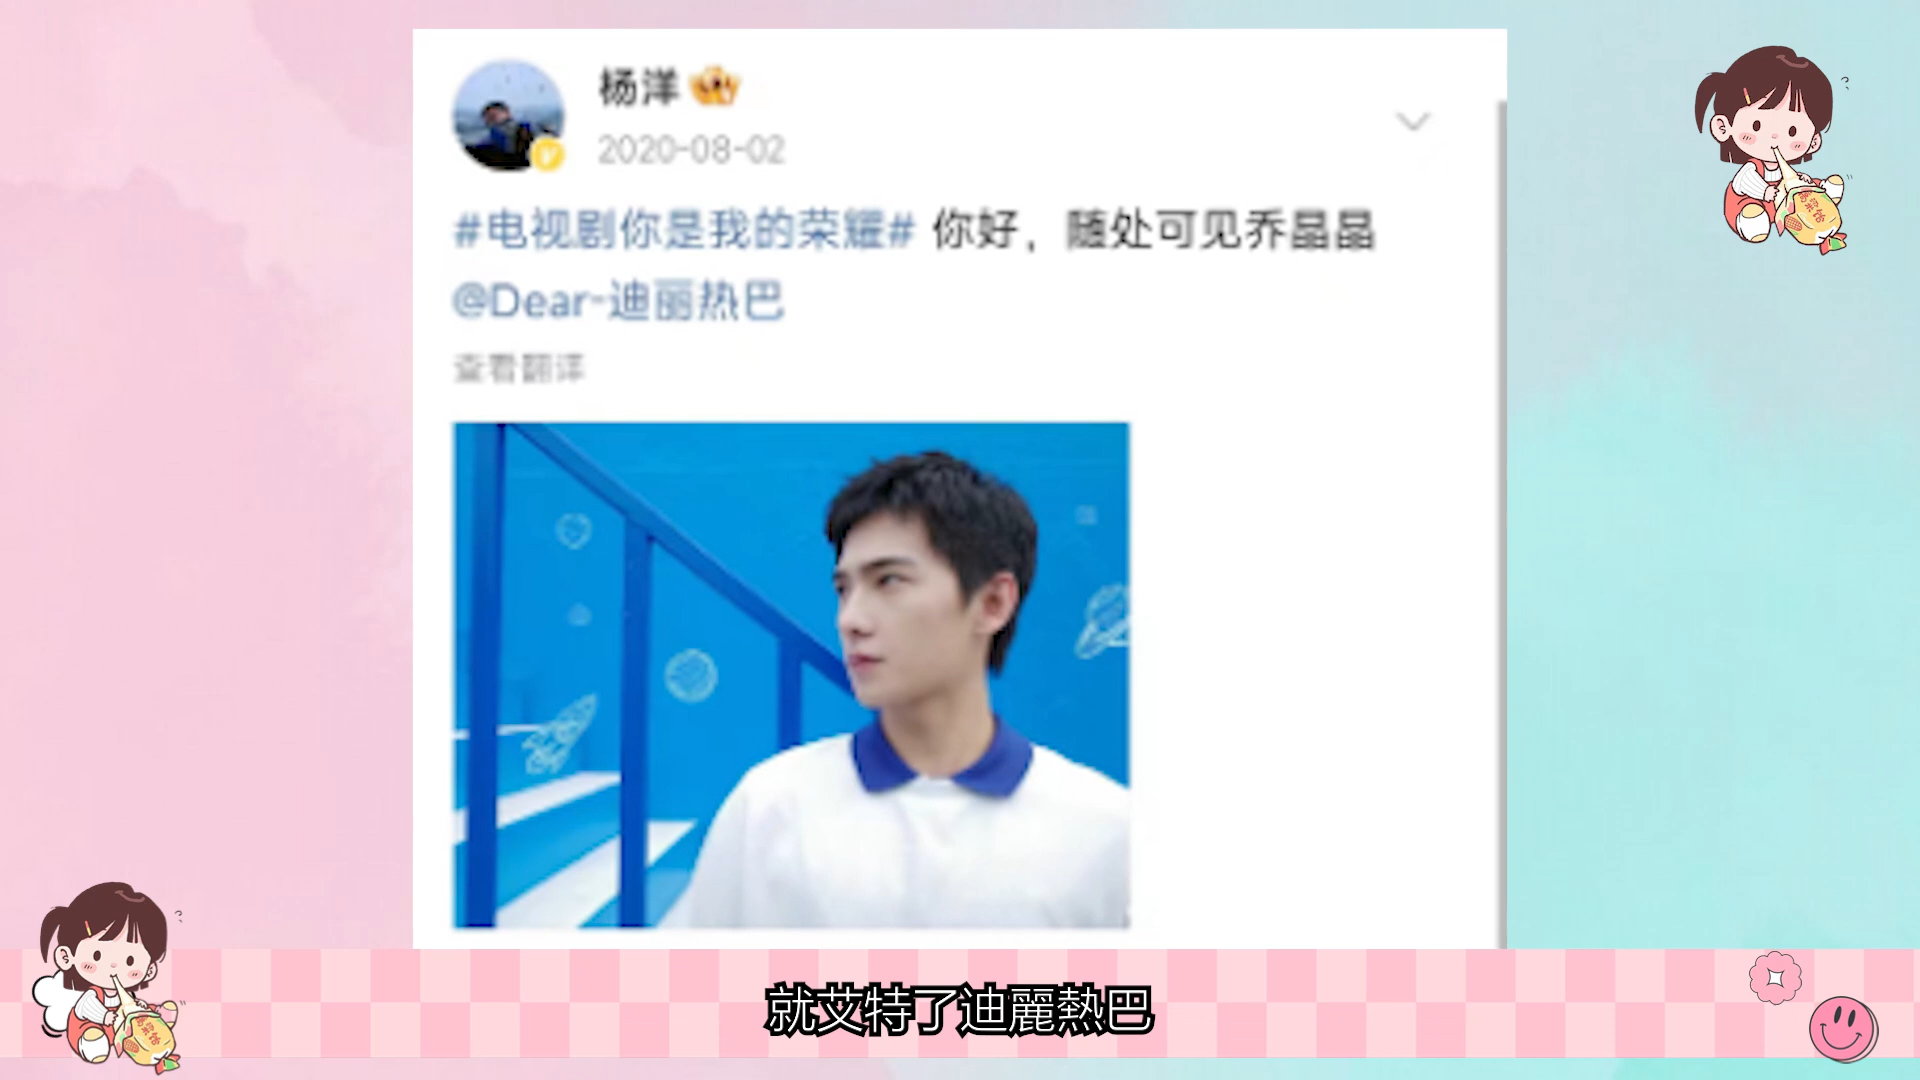 杨洋
2020-08-02
#电视剧你是我的荣耀# 你好，随处可见乔晶晶
@Dear-迪丽热巴
查看翻译
就艾特了迪麗熱巴